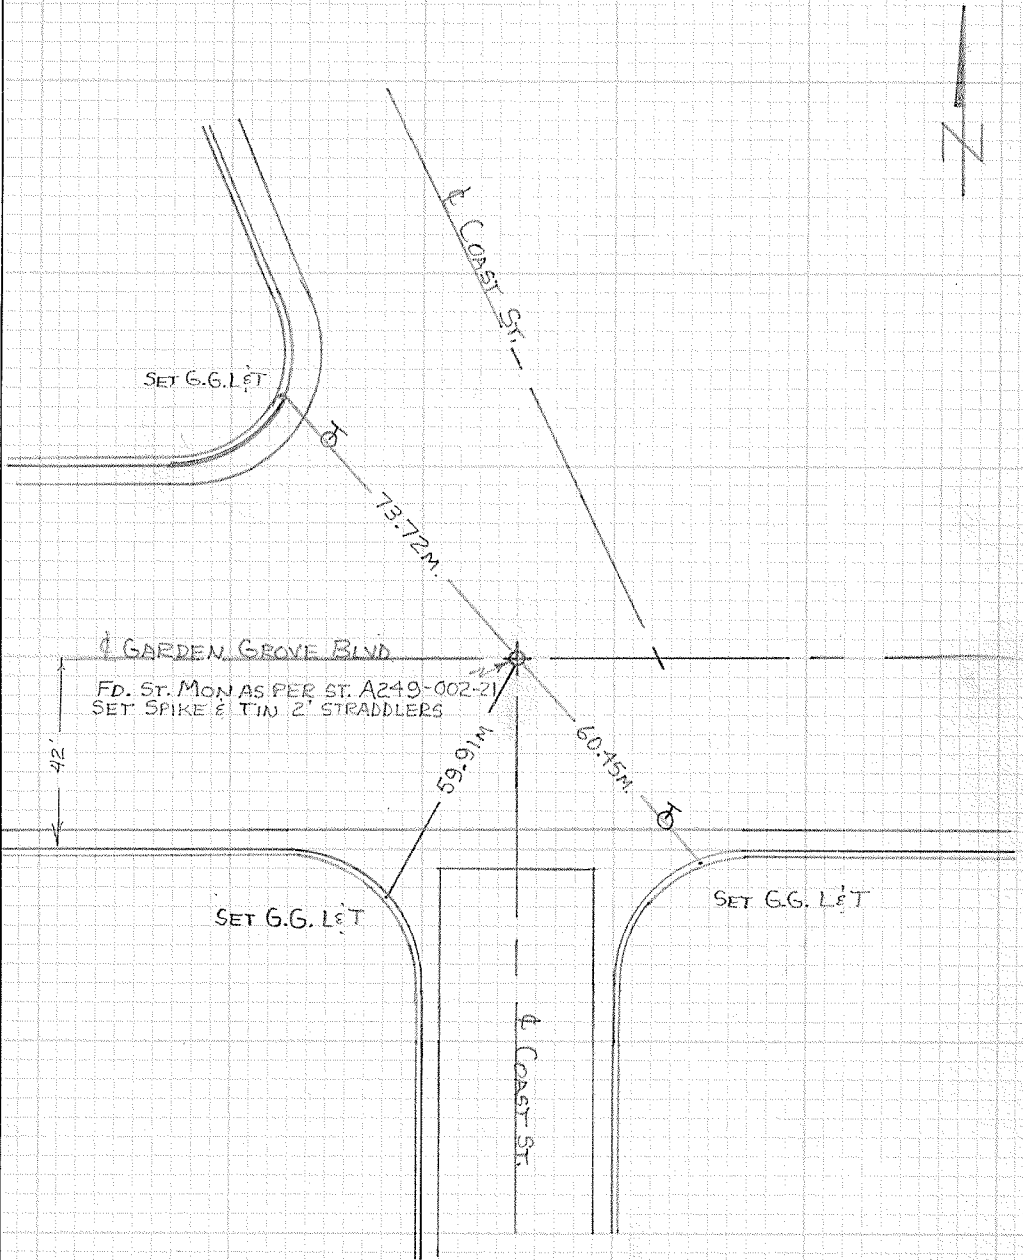 N
℄ COAST ST.
SET G.G. L&T
73.72M.
℄ GARDEN GROVE BLVD
FD. ST. MON AS PER ST. A249-002-21
SET SPIKE & TIN 2' STRADDLERS
42'
59.91M
60.45M.
SET G.G. L&T
SET G.G. L&T
℄ COAST ST.